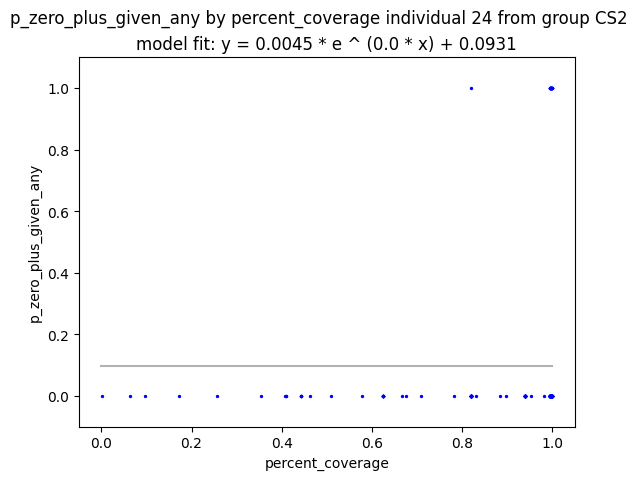 p_zero_plus_given_any by percent_coverage individual 24 from group CS2
model fit: y = 0.0045 * e ^ (0.0 * x) + 0.0931
1.0
0.8
0.6
0.4
0.2
0.0
p_zero_plus_given_any
0.0 0.2 0.4 0.6 0.8 1.0
percent_coverage